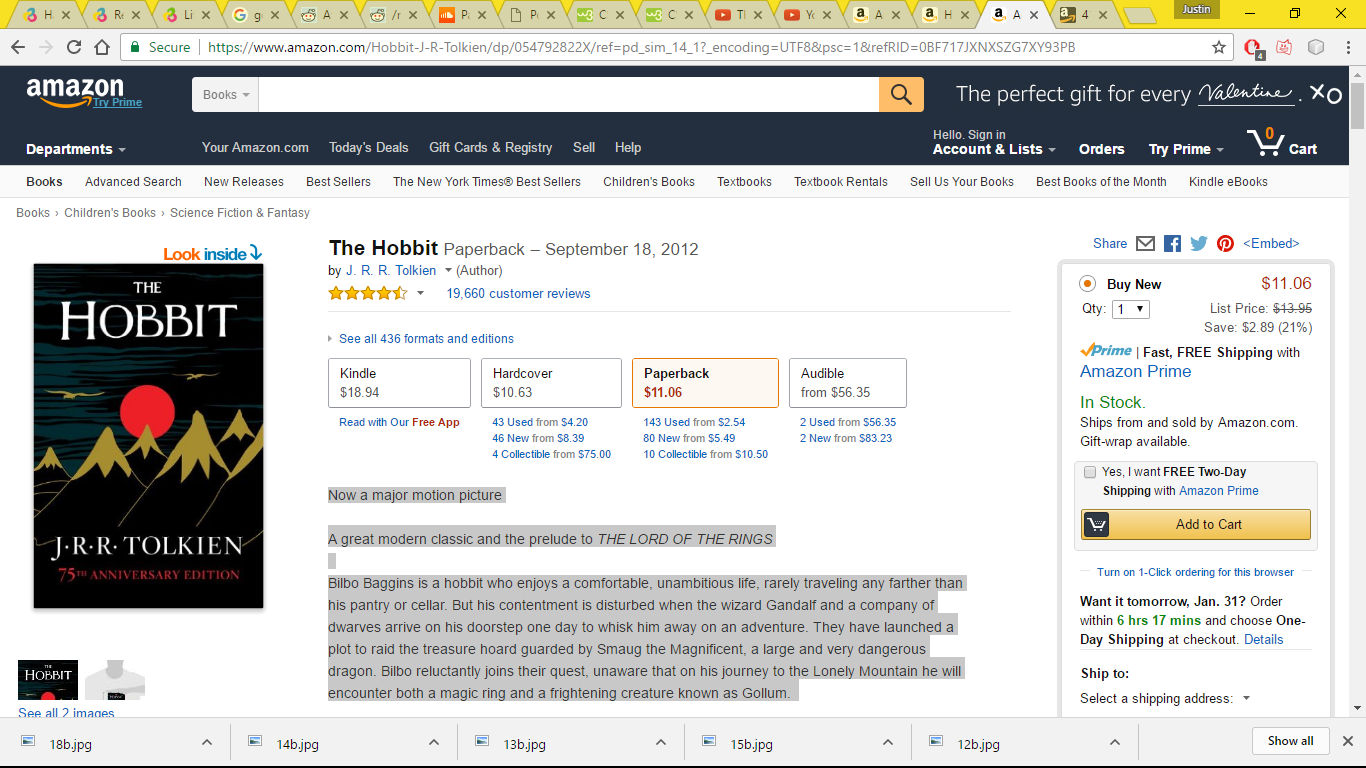 H
R
Li
g
A
/r
P
P
C
C
Tl
Y
A
H
A
4
Justin
Secure
https://www.amazon.com/Hobbit-J-R-Tolkien/dp/054792822X/ref=pd_sim_14_1?_encoding=UTF8&psc=1&refRID=0BF717JXNXSZG7XY93PB
4
amazon
Try Prime
Books
The perfect gift for every Valentine. XO
Departments
Your Amazon.com Today's Deals Gift Cards & Registry Sell Help
Hello. Sign in
Account & Lists
Orders
Try Prime
0
Cart
Books Advanced Search New Releases Best Sellers The New York Times® Best Sellers Children's Books Textbooks Textbook Rentals Sell Us Your Books Best Books of the Month Kindle eBooks
Books › Children's Books › Science Fiction & Fantasy
Look inside
THE
HOBBIT
J·R·R·TOLKIEN
75TH ANNIVERSARY EDITION
THE
HOBBIT
See all 2 images
The Hobbit Paperback – September 18, 2012
by J. R. R. Tolkien (Author)
19,660 customer reviews
See all 436 formats and editions
Kindle
$18.94
Read with Our Free App
Hardcover
$10.63
43 Used from $4.20
46 New from $8.39
4 Collectible from $75.00
Paperback
$11.06
143 Used from $2.54
80 New from $5.49
10 Collectible from $10.50
Audible
from $56.35
2 Used from $56.35
2 New from $83.23
Now a major motion picture
A great modern classic and the prelude to THE LORD OF THE RINGS
Bilbo Baggins is a hobbit who enjoys a comfortable, unambitious life, rarely traveling any farther than
his pantry or cellar. But his contentment is disturbed when the wizard Gandalf and a company of
dwarves arrive on his doorstep one day to whisk him away on an adventure. They have launched a
plot to raid the treasure hoard guarded by Smaug the Magnificent, a large and very dangerous
dragon. Bilbo reluctantly joins their quest, unaware that on his journey to the Lonely Mountain he will
encounter both a magic ring and a frightening creature known as Gollum.
Share <Embed>
Buy New $11.06
Qty: 1
List Price: $13.95
Save: $2.89 (21%)
Prime | Fast, FREE Shipping with
Amazon Prime
In Stock.
Ships from and sold by Amazon.com.
Gift-wrap available.
Yes, I want FREE Two-Day
Shipping with Amazon Prime
Add to Cart
Turn on 1-Click ordering for this browser
Want it tomorrow, Jan. 31? Order
within 6 hrs 17 mins and choose One-
Day Shipping at checkout. Details
Ship to:
Select a shipping address:
18b.jpg
14b.jpg
13b.jpg
15b.jpg
12b.jpg
Show all